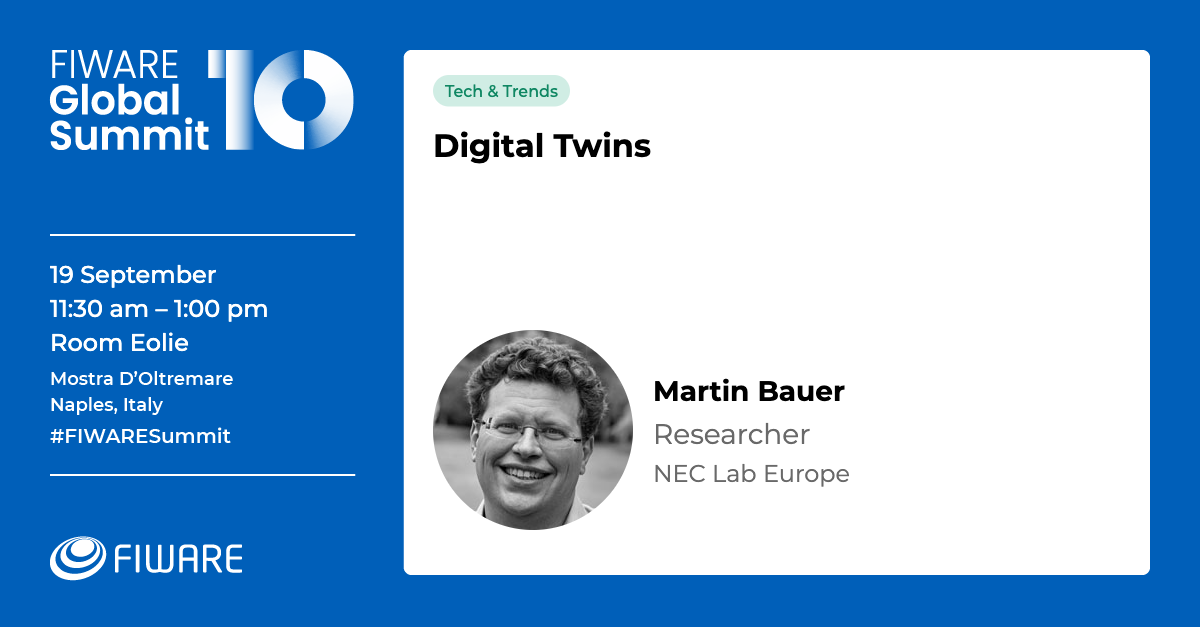 FIWARE
Global
Summit 10
19 September
11:30 am – 1:00 pm
Room Eolie
Mostra D’Oltremare
Naples, Italy
#FIWARESummit
FIWARE
Tech & Trends
Digital Twins
Martin Bauer
Researcher
NEC Lab Europe